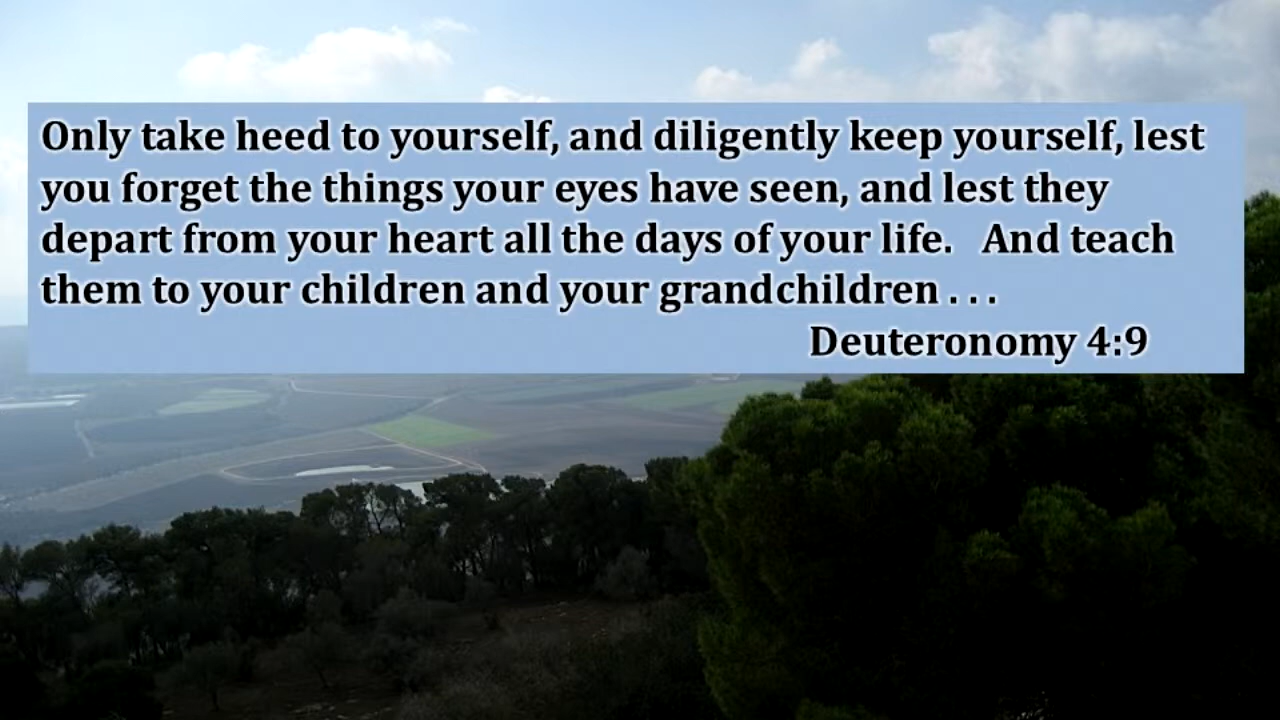 Only take heed to yourself, and diligently keep yourself, lest
you forget the things your eyes have seen, and lest they
depart from your heart all the days of your life.   And teach
them to your children and your grandchildren . . .
Deuteronomy 4:9